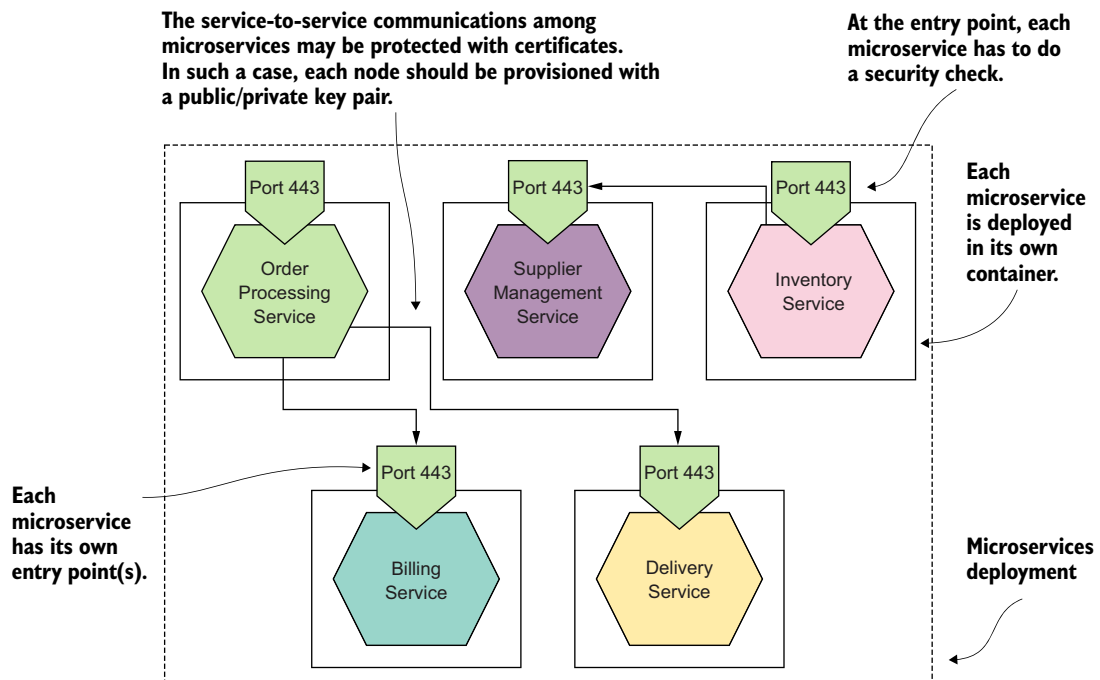 The service-to-service communications among
microservices may be protected with certificates.
In such a case, each node should be provisioned with
a public/private key pair.
At the entry point, each
microservice has to do
a security check.
Each
microservice
is deployed
in its own
container.
Port 443
Port 443
Port 443
Order
Processing
Service
Supplier
Management
Service
Inventory
Service
Each
microservice
has its own
entry point(s).
Port 443
Port 443
Billing
Service
Delivery
Service
Microservices
deployment